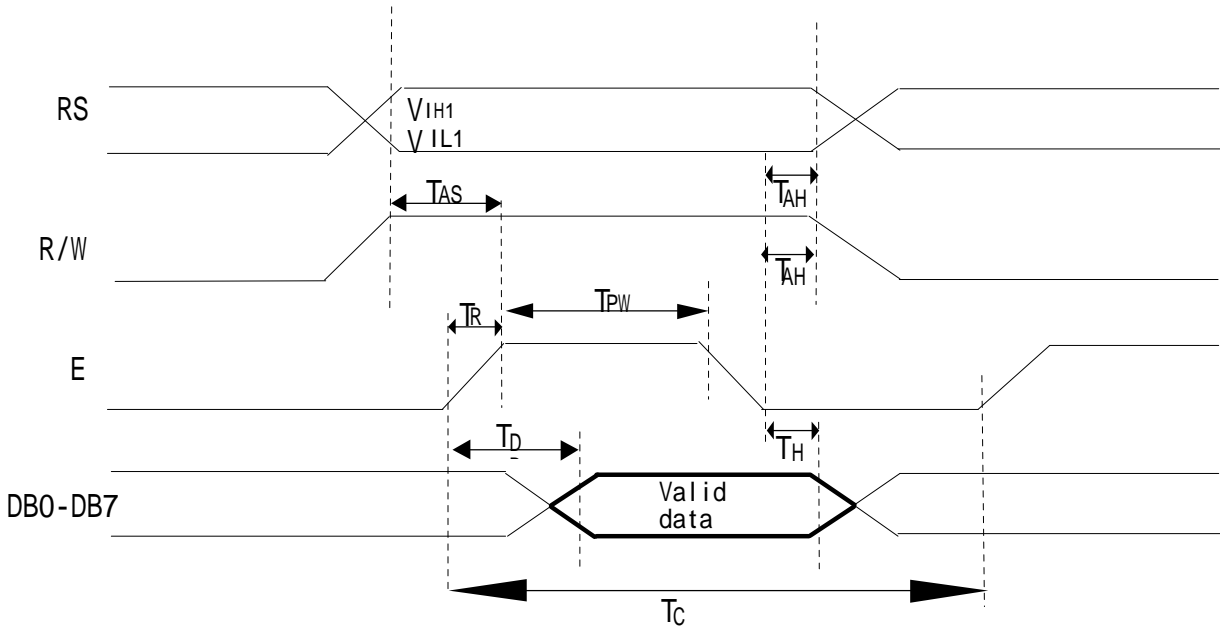 RS
VIH1
VIL1
TAH
TAS
R/W
TAH
TR
TPW
E
TD
TH
DB0-DB7
Valid
data
TC